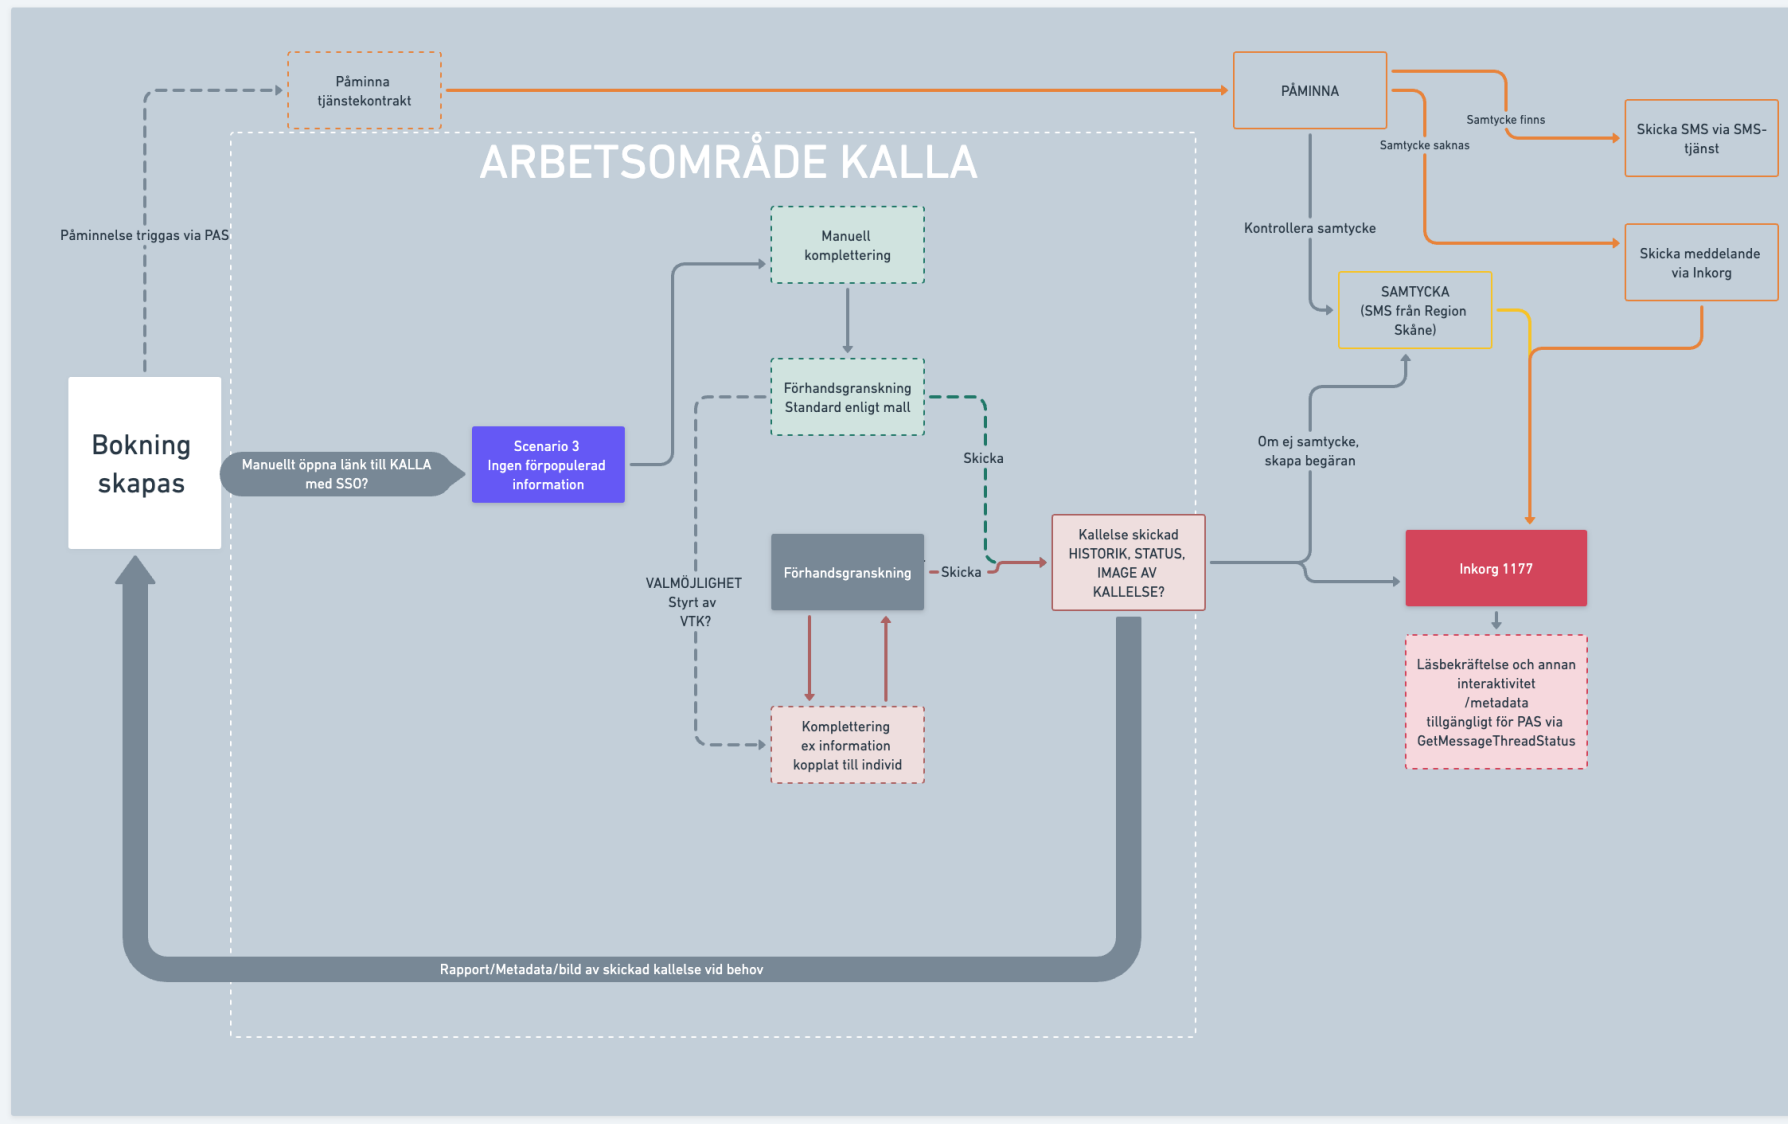 Påminna
tjänstekontrakt
PÅMINNA
Samtycke finns
Skicka SMS via SMS-
tjänst
Samtycke saknas
ARBETSOMRÅDE KALLA
Påminnelse triggas via PAS
Manuell
komplettering
Kontrollera samtycke
Skicka meddelande
via Inkorg
SAMTYCKA
(SMS från Region
Skåne)
Förhandsgranskning
Standard enligt mall
Bokning
skapas
Manuellt öppna länk till KALLA
med SSO?
Scenario 3
Ingen förpopulerad
information
Skicka
Om ej samtycke,
skapa begäran
Kallelse skickad
HISTORIK, STATUS,
IMAGE AV
KALLELSE?
Förhandsgranskning
Skicka
Inkorg 1177
VALMÖJLIGHET
Styrt av
VTK?
Läsbekräftelse och annan
interaktivitet
/metadata
tillgängligt för PAS via
GetMessageThreadStatus
Komplettering
ex information
kopplat till individ
Rapport/Metadata/bild av skickad kallelse vid behov